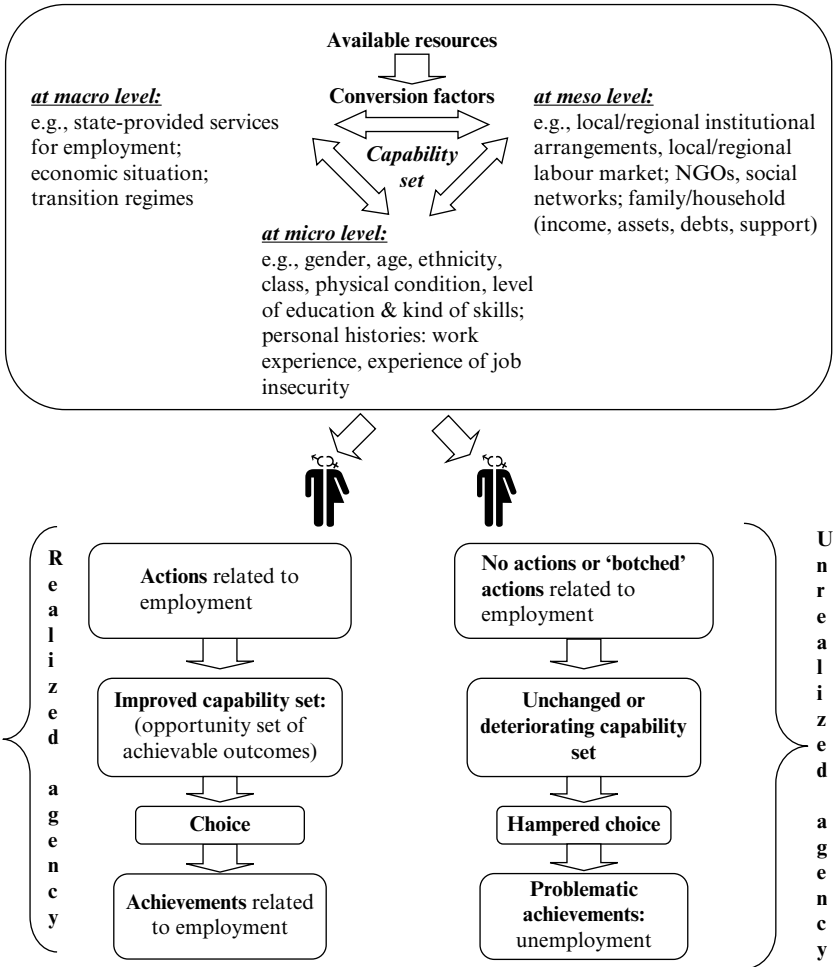 Available resources
Conversion factors
Capability
set
at macro level:
e.g., state-provided services
for employment;
economic situation;
transition regimes
at meso level:
e.g., local/regional institutional
arrangements, local/regional
labour market; NGOs, social
networks; family/household
(income, assets, debts, support)
at micro level:
e.g., gender, age, ethnicity,
class, physical condition, level
of education & kind of skills;
personal histories: work
experience, experience of job
insecurity
Realized agency
Actions related to
employment
Improved capability set:
(opportunity set of
achievable outcomes)
Choice
Achievements related
to employment
No actions or ‘botched’
actions related to
employment
Unchanged or
deteriorating capability
set
Hampered choice
Problematic
achievements:
unemployment
Unrealized agency